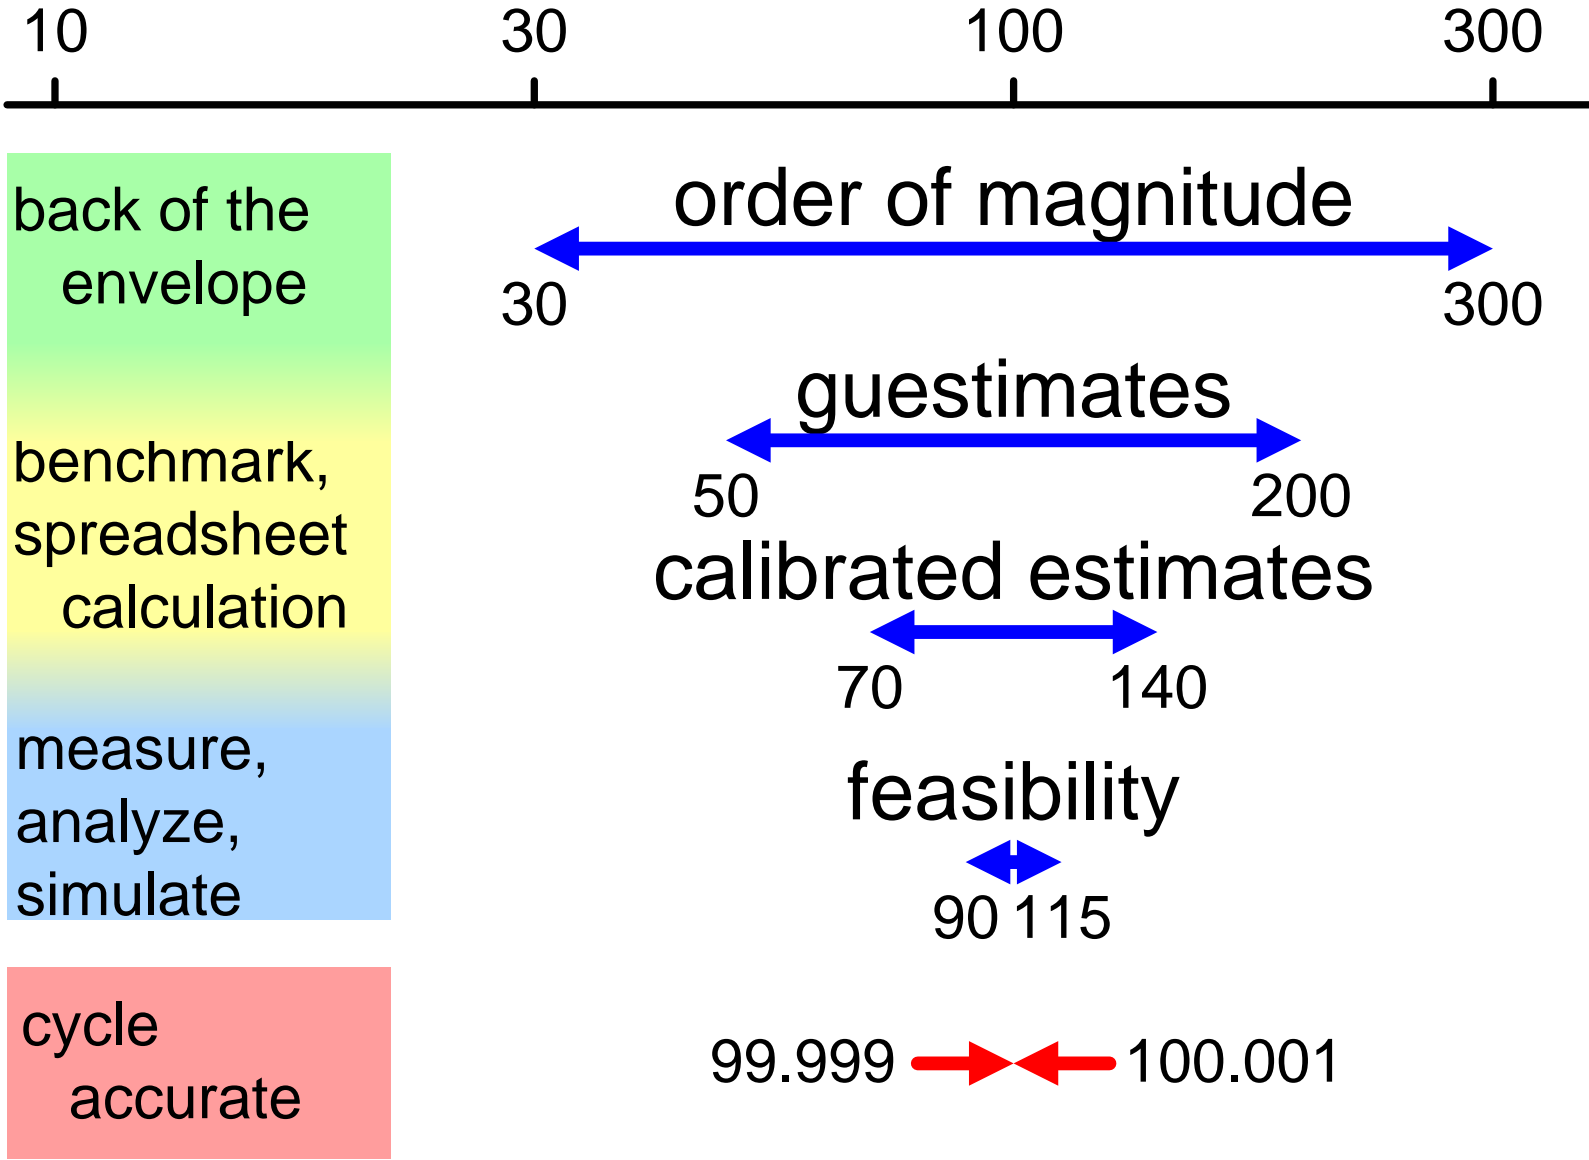 10 30 100 300
back of the
envelope
order of magnitude
30 300
guestimates
benchmark,
spreadsheet
calculation
50 200
calibrated estimates
70 140
measure,
analyze,
simulate
feasibility
90 115
cycle
accurate
99.999 100.001